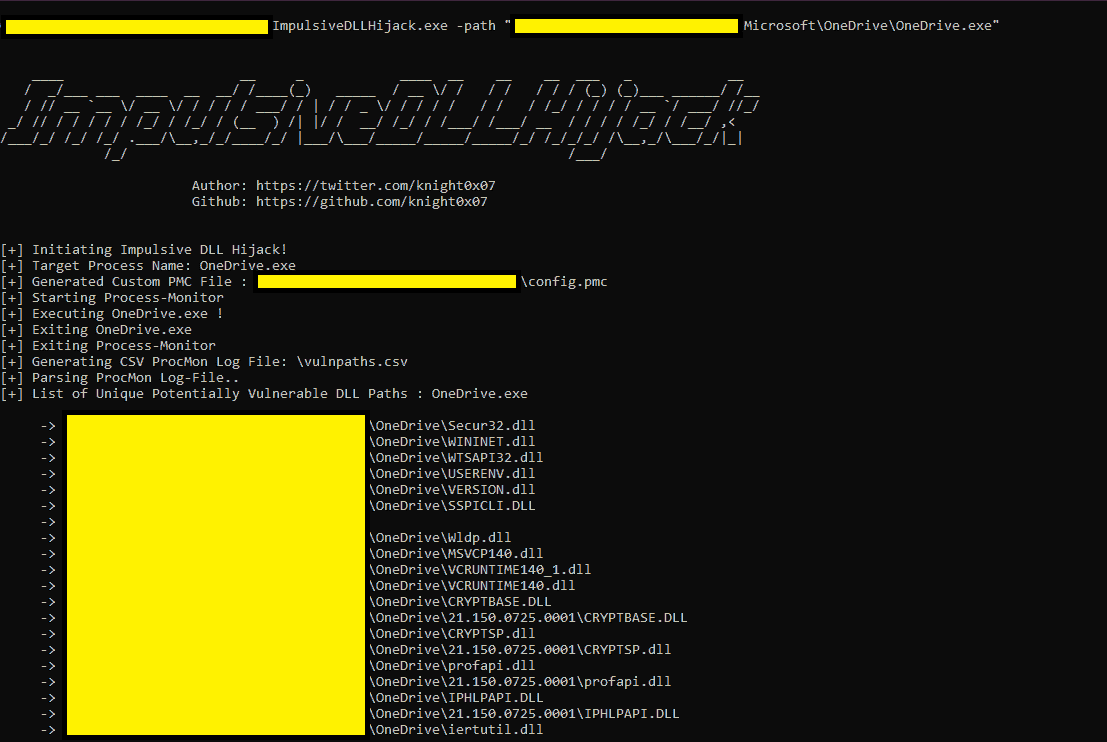 ImpulsiveDLLHijack.exe -path " Microsoft\OneDrive\OneDrive.exe"
ImpulsiveDLLHijack
Author: https://twitter.com/knight0x07
Github: https://github.com/knight0x07
[+] Initiating Impulsive DLL Hijack!
[+] Target Process Name: OneDrive.exe
[+] Generated Custom PMC File : \config.pmc
[+] Starting Process-Monitor
[+] Executing OneDrive.exe !
[+] Exiting OneDrive.exe
[+] Exiting Process-Monitor
[+] Generating CSV ProcMon Log File: \vulnpaths.csv
[+] Parsing ProcMon Log-File..
[+] List of Unique Potentially Vulnerable DLL Paths : OneDrive.exe
-> \OneDrive\Secur32.dll
-> \OneDrive\WININET.dll
-> \OneDrive\WTSAPI32.dll
-> \OneDrive\USERENV.dll
-> \OneDrive\VERSION.dll
-> \OneDrive\SSPICLI.DLL
->
-> \OneDrive\Wldp.dll
-> \OneDrive\MSVCP140.dll
-> \OneDrive\VCRUNTIME140_1.dll
-> \OneDrive\VCRUNTIME140.dll
-> \OneDrive\CRYPTBASE.DLL
-> \OneDrive\21.150.0725.0001\CRYPTBASE.DLL
-> \OneDrive\CRYPTSP.dll
-> \OneDrive\21.150.0725.0001\CRYPTSP.dll
-> \OneDrive\profapi.dll
-> \OneDrive\21.150.0725.0001\profapi.dll
-> \OneDrive\IPHLPAPI.DLL
-> \OneDrive\21.150.0725.0001\IPHLPAPI.DLL
-> \OneDrive\iertutil.dll